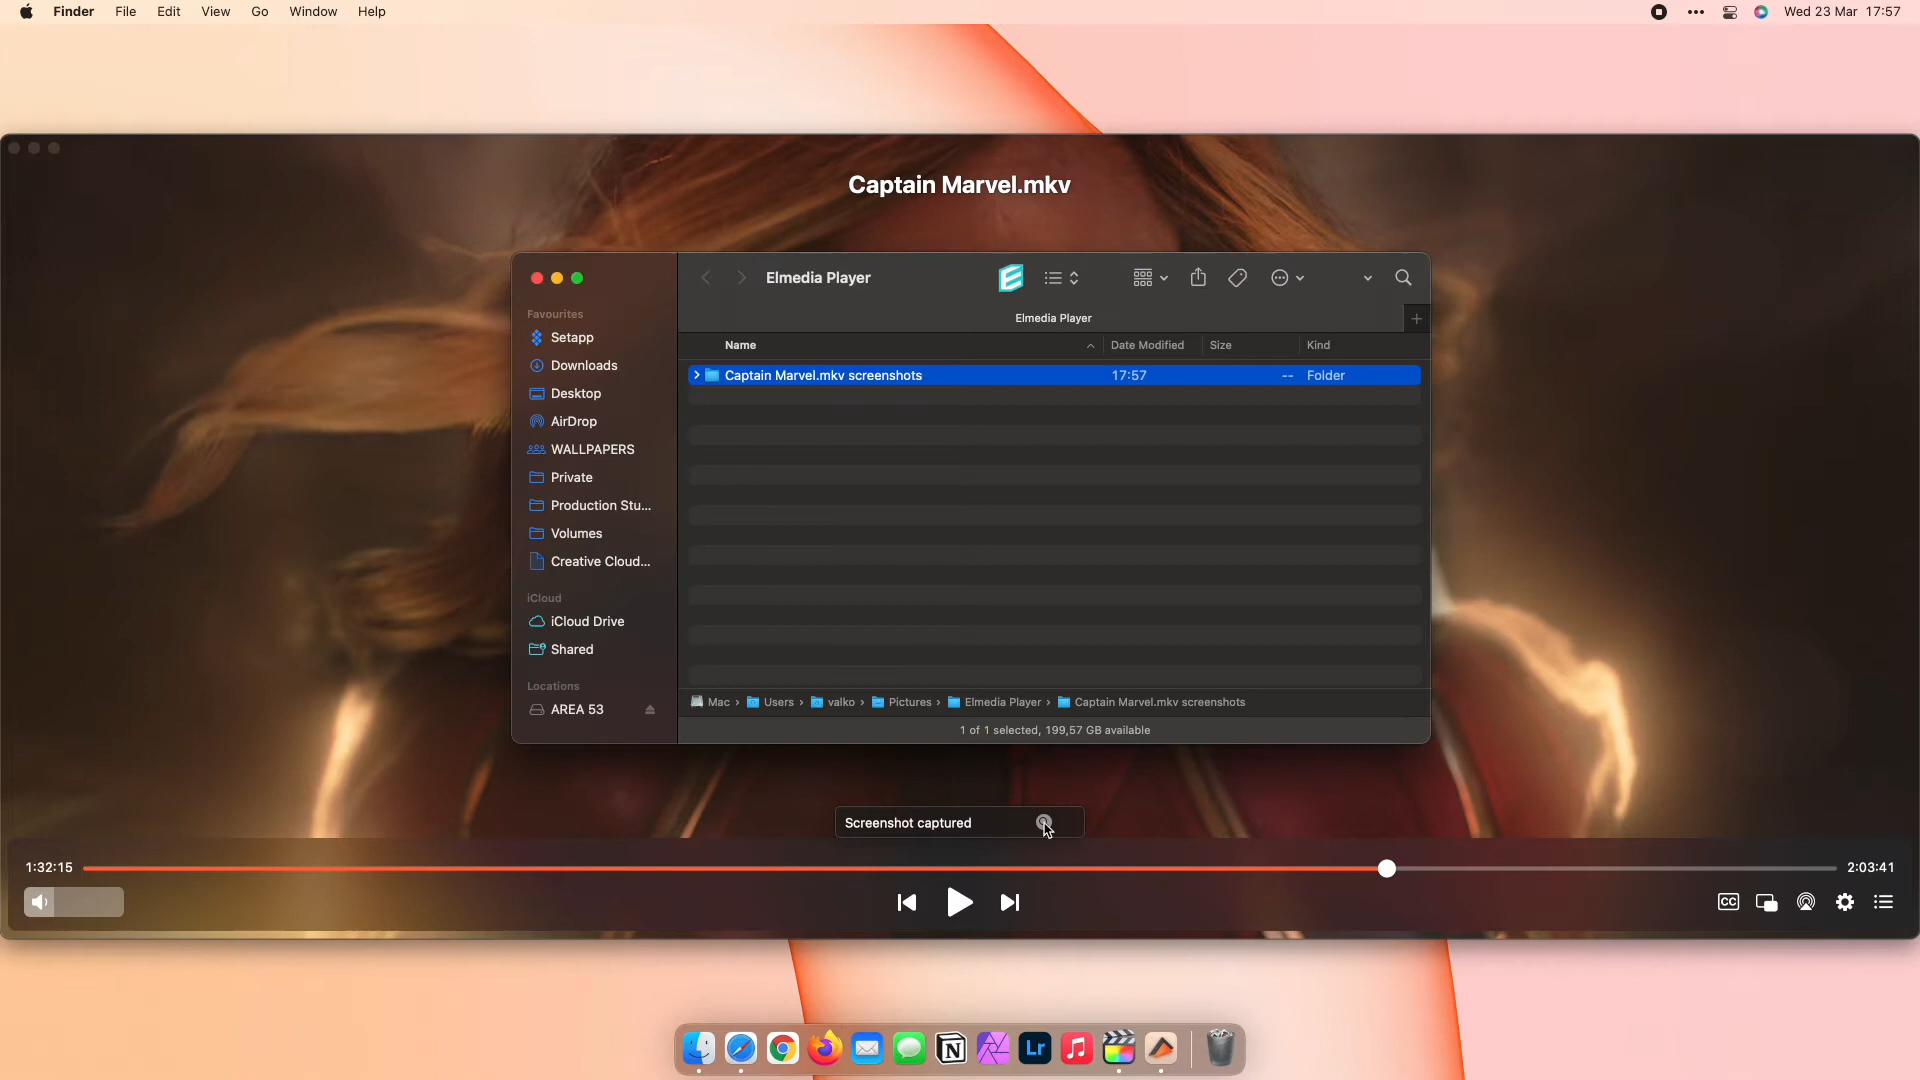 Finder File Edit View Go Window Help Wed 23 Mar 17:57
Captain Marvel.mkv
Elmedia Player
Elmedia Player
Favourites
Setapp
Downloads
Desktop
AirDrop
WALLPAPERS
Private
Production Stu...
Volumes
Creative Cloud...
iCloud
iCloud Drive
Shared
Locations
AREA 53
Name Date Modified Size Kind
Captain Marvel.mkv screenshots 17:57 -- Folder
Mac › Users › valko › Pictures › Elmedia Player › Captain Marvel.mkv screenshots
1 of 1 selected, 199,57 GB available
Screenshot captured
1:32:15 2:03:41
CC
Lr